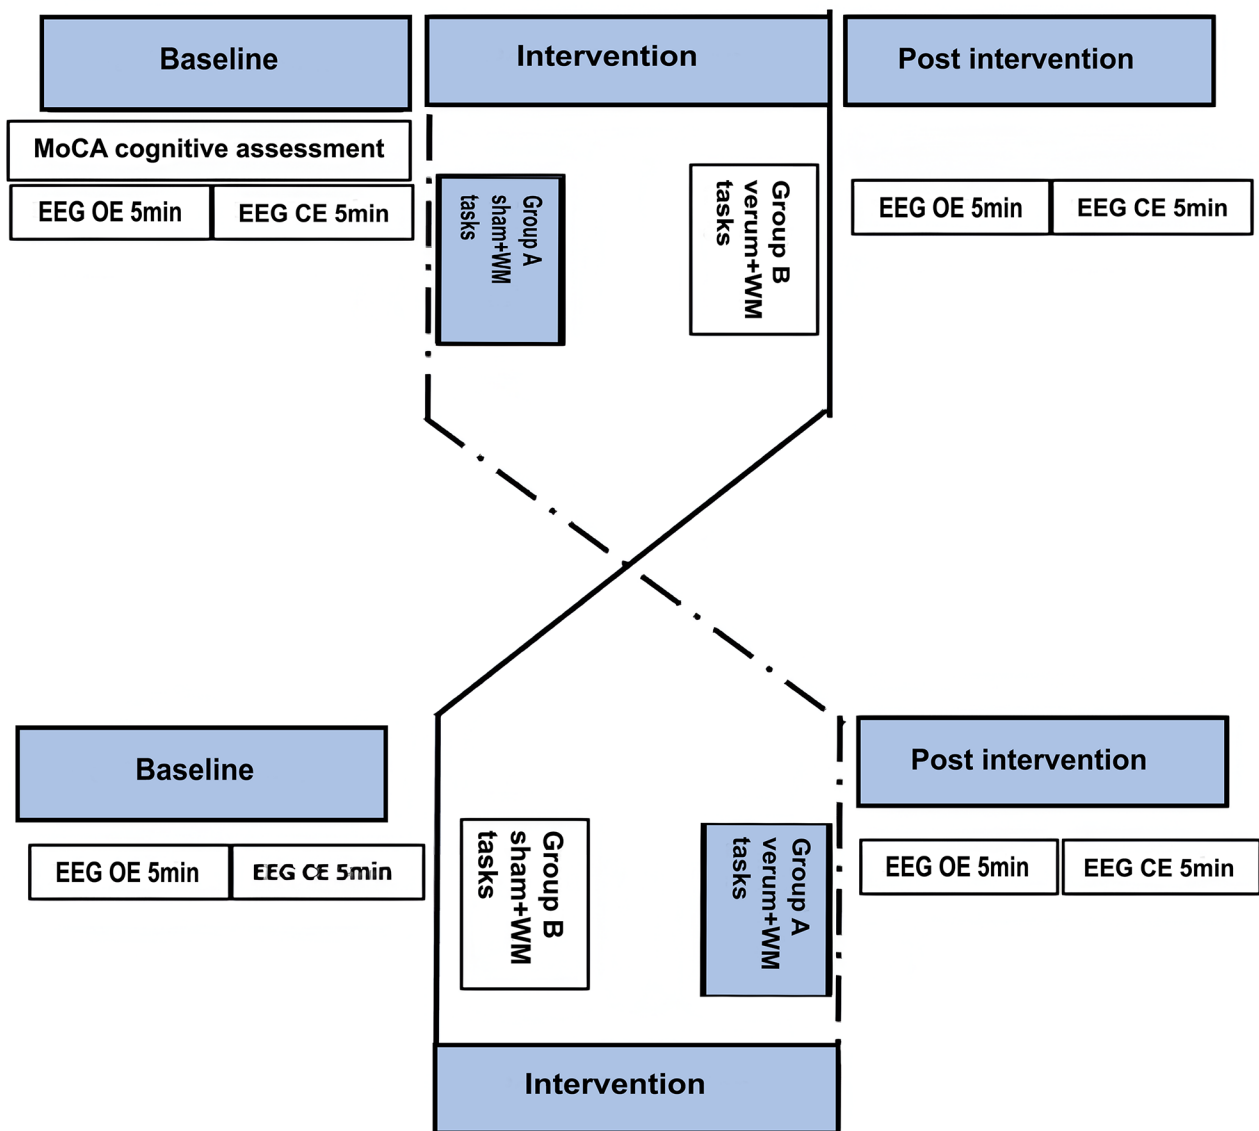 Baseline
Intervention
Post intervention
MoCA cognitive assessment
EEG OE 5min
EEG CE 5min
Group A
sham+WM
tasks
Group B
verum+WM
tasks
EEG OE 5min
EEG CE 5min
Baseline
Post intervention
EEG OE 5min
EEG CE 5min
Group B
sham+WM
tasks
Group A
verum+WM
tasks
EEG OE 5min
EEG CE 5min
Intervention